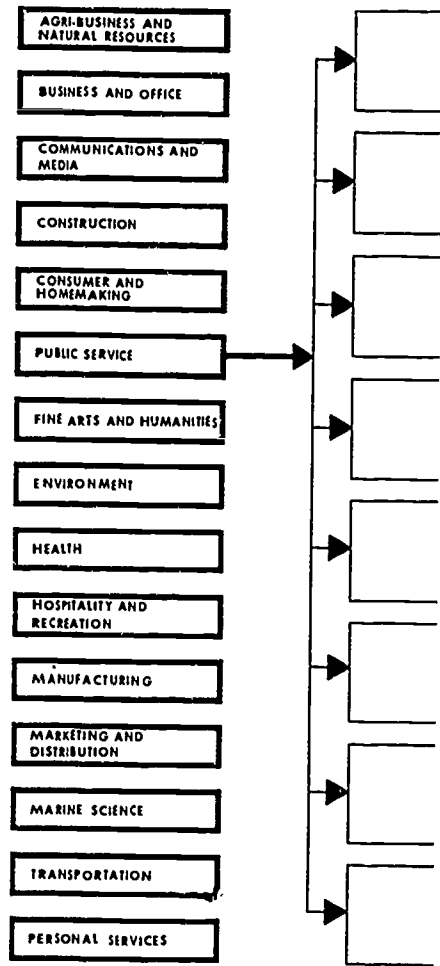 AGRI-BUSINESS AND
NATURAL RESOURCES
BUSINESS AND OFFICE
COMMUNICATIONS AND
MEDIA
CONSTRUCTION
CONSUMER AND
HOMEMAKING
PUBLIC SERVICE
FINE ARTS AND HUMANITIES
ENVIRONMENT
HEALTH
HOSPITALITY AND
RECREATION
MANUFACTURING
MARKETING AND
DISTRIBUTION
MARINE SCIENCE
TRANSPORTATION
PERSONAL SERVICES